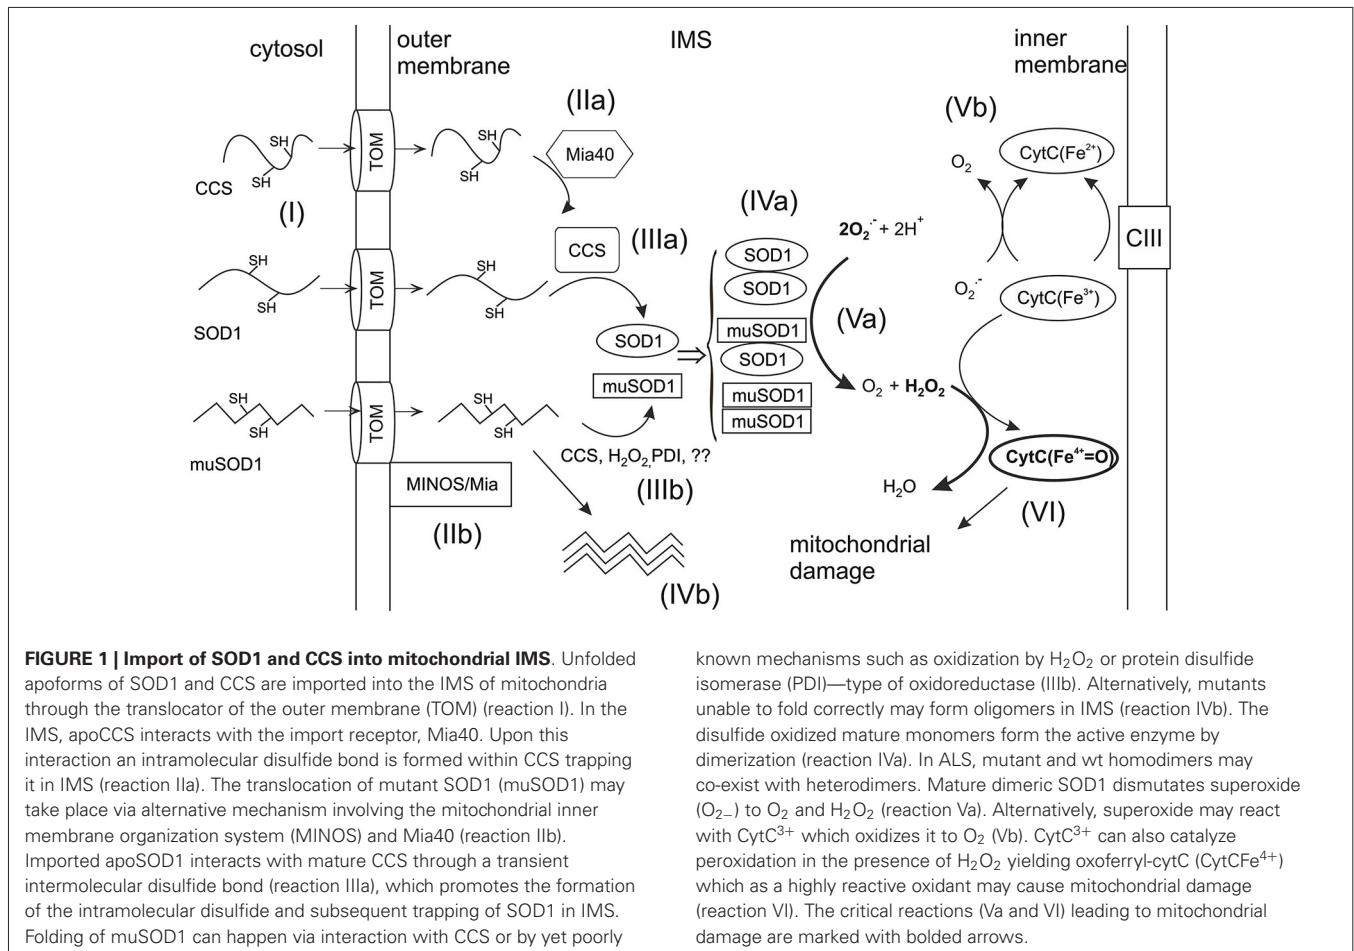 cytosol
outer
membrane
IMS
inner
membrane
(IIa)
(Vb)
SH
TOM
SH
Mia40
CytC(Fe²⁺)
O₂
SH
SH
CCS
(I)
(IVa)
2O₂·⁻ + 2H⁺
CCS
(IIIa)
CIII
SOD1
SH
TOM
SH
SOD1
O₂·⁻
CytC(Fe³⁺)
SH
SH
SOD1
muSOD1
(Va)
SOD1
SOD1
muSOD1
O₂ + H₂O₂
muSOD1
SH
TOM
SH
muSOD1
SH
SH
muSOD1
CCS, H₂O₂,PDI, ??
CytC(Fe⁴⁺=O)
MINOS/Mia
(IIIb)
H₂O
(VI)
(IIb)
mitochondrial
damage
(IVb)
FIGURE 1 | Import of SOD1 and CCS into mitochondrial IMS. Unfolded
apoforms of SOD1 and CCS are imported into the IMS of mitochondria
through the translocator of the outer membrane (TOM) (reaction I). In the
IMS, apoCCS interacts with the import receptor, Mia40. Upon this
interaction an intramolecular disulfide bond is formed within CCS trapping
it in IMS (reaction IIa). The translocation of mutant SOD1 (muSOD1) may
take place via alternative mechanism involving the mitochondrial inner
membrane organization system (MINOS) and Mia40 (reaction IIb).
Imported apoSOD1 interacts with mature CCS through a transient
intermolecular disulfide bond (reaction IIIa), which promotes the formation
of the intramolecular disulfide and subsequent trapping of SOD1 in IMS.
Folding of muSOD1 can happen via interaction with CCS or by yet poorly
known mechanisms such as oxidization by H₂O₂ or protein disulfide
isomerase (PDI)—type of oxidoreductase (IIIb). Alternatively, mutants
unable to fold correctly may form oligomers in IMS (reaction IVb). The
disulfide oxidized mature monomers form the active enzyme by
dimerization (reaction IVa). In ALS, mutant and wt homodimers may
co-exist with heterodimers. Mature dimeric SOD1 dismutates superoxide
(O₂₋) to O₂ and H₂O₂ (reaction Va). Alternatively, superoxide may react
with CytC³⁺ which oxidizes it to O₂ (Vb). CytC³⁺ can also catalyze
peroxidation in the presence of H₂O₂ yielding oxoferryl-cytC (CytCFe⁴⁺)
which as a highly reactive oxidant may cause mitochondrial damage
(reaction VI). The critical reactions (Va and VI) leading to mitochondrial
damage are marked with bolded arrows.